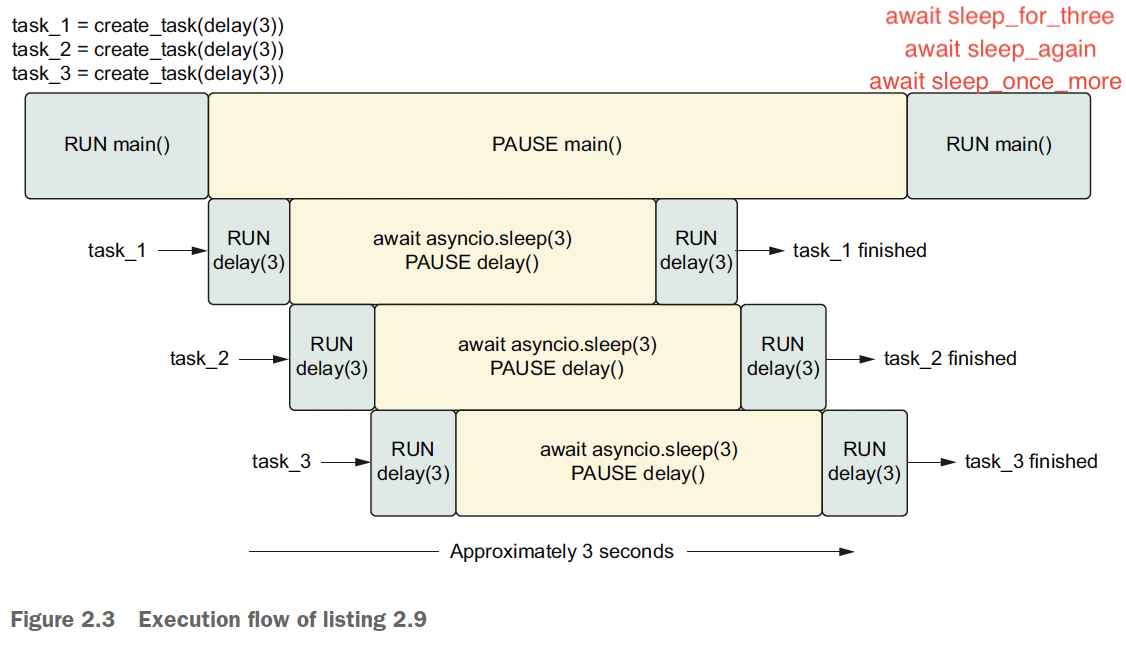 task_1 = create_task(delay(3))
task_2 = create_task(delay(3))
task_3 = create_task(delay(3))
await sleep_for_three
await sleep_again
await sleep_once_more
RUN main()
PAUSE main()
RUN main()
task_1
RUN
delay(3)
await asyncio.sleep(3)
PAUSE delay()
RUN
delay(3)
task_1 finished
task_2
RUN
delay(3)
await asyncio.sleep(3)
PAUSE delay()
RUN
delay(3)
task_2 finished
task_3
RUN
delay(3)
await asyncio.sleep(3)
PAUSE delay()
RUN
delay(3)
task_3 finished
Approximately 3 seconds
Figure 2.3 Execution flow of listing 2.9